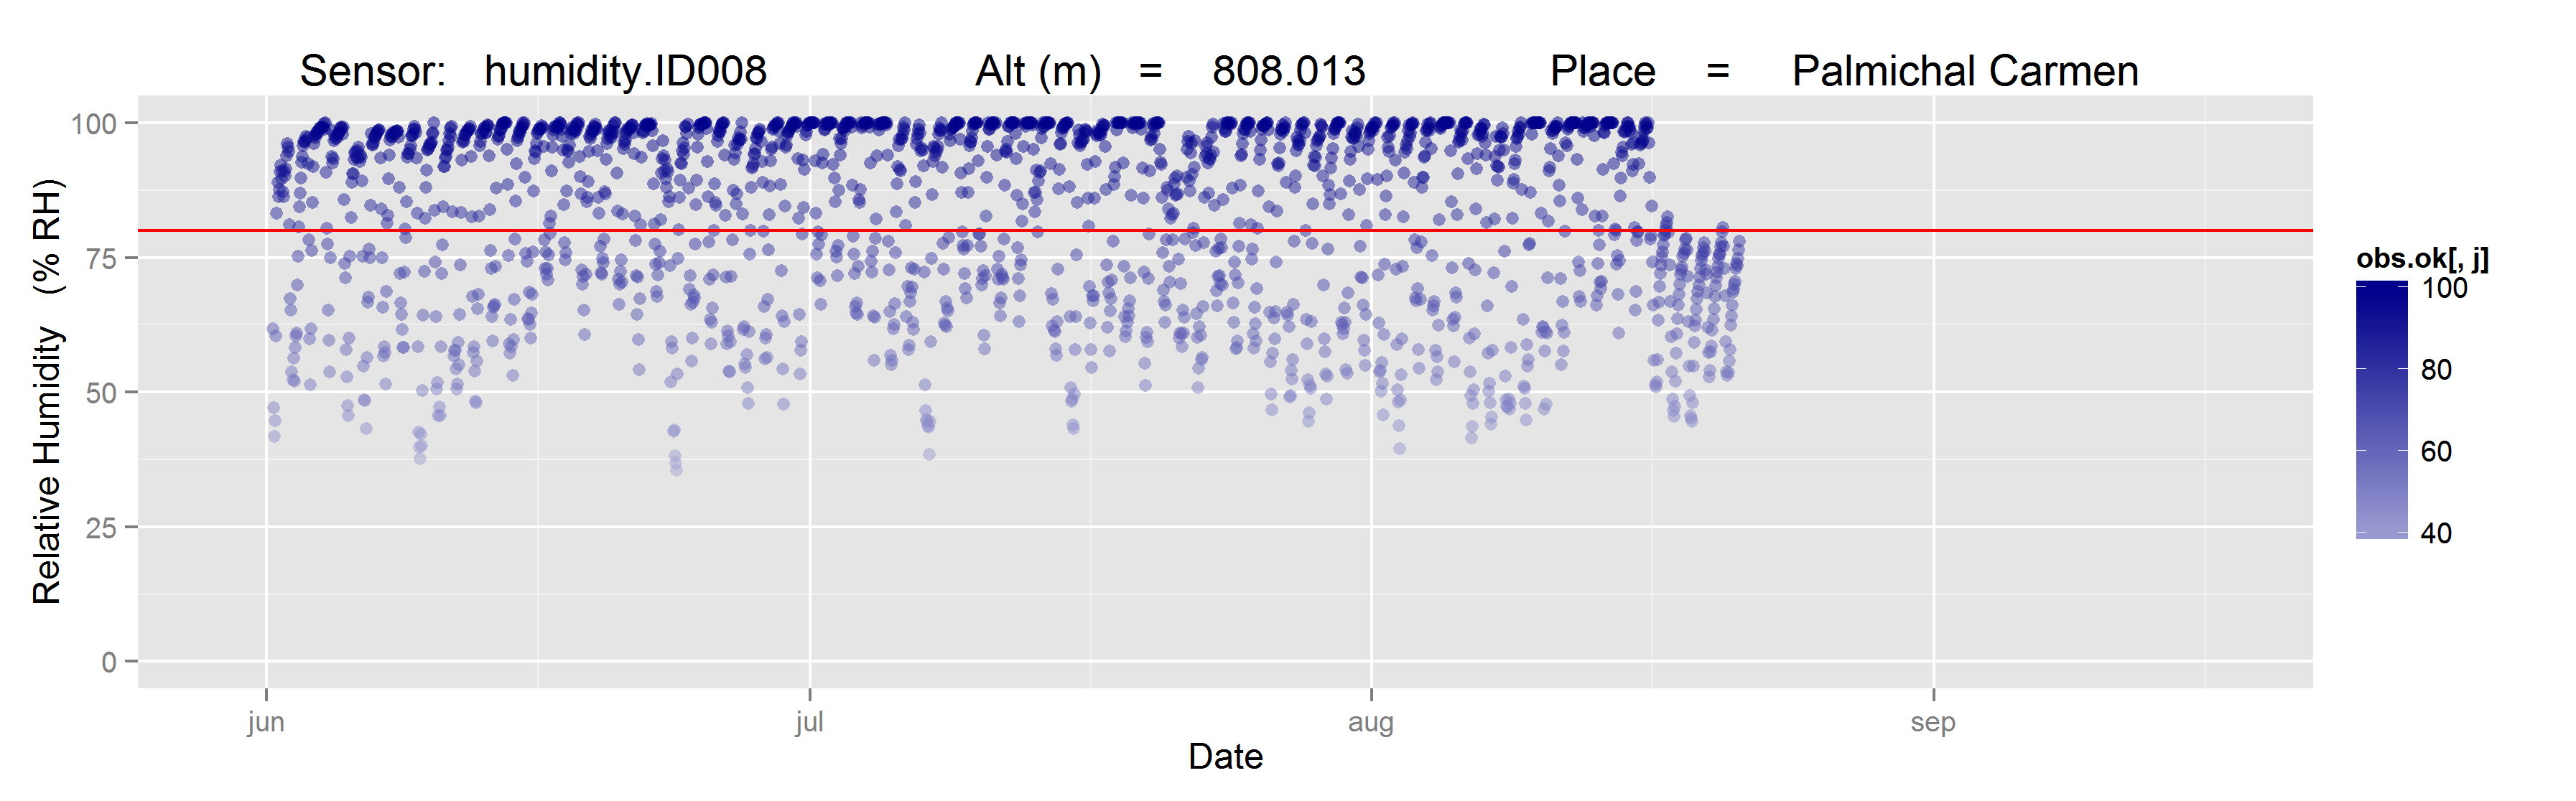 Sensor: humidity.ID008 Alt (m) = 808.013 Place = Palmichal Carmen
Relative Humidity (% RH)
100
75
50
25
0
jun jul aug sep
Date
obs.ok[, j]
100
80
60
40